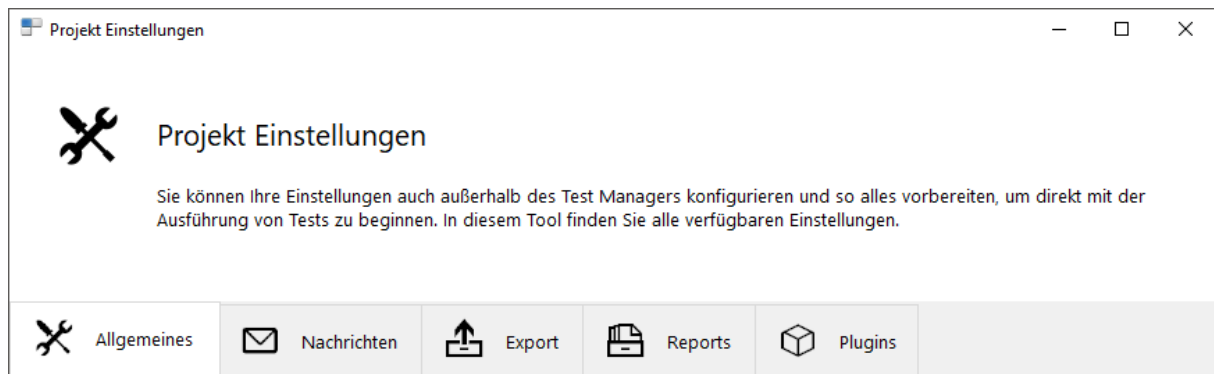 Projekt Einstellungen
Projekt Einstellungen
Sie können Ihre Einstellungen auch außerhalb des Test Managers konfigurieren und so alles vorbereiten, um direkt mit der
Ausführung von Tests zu beginnen. In diesem Tool finden Sie alle verfügbaren Einstellungen.
Allgemeines Nachrichten Export Reports Plugins